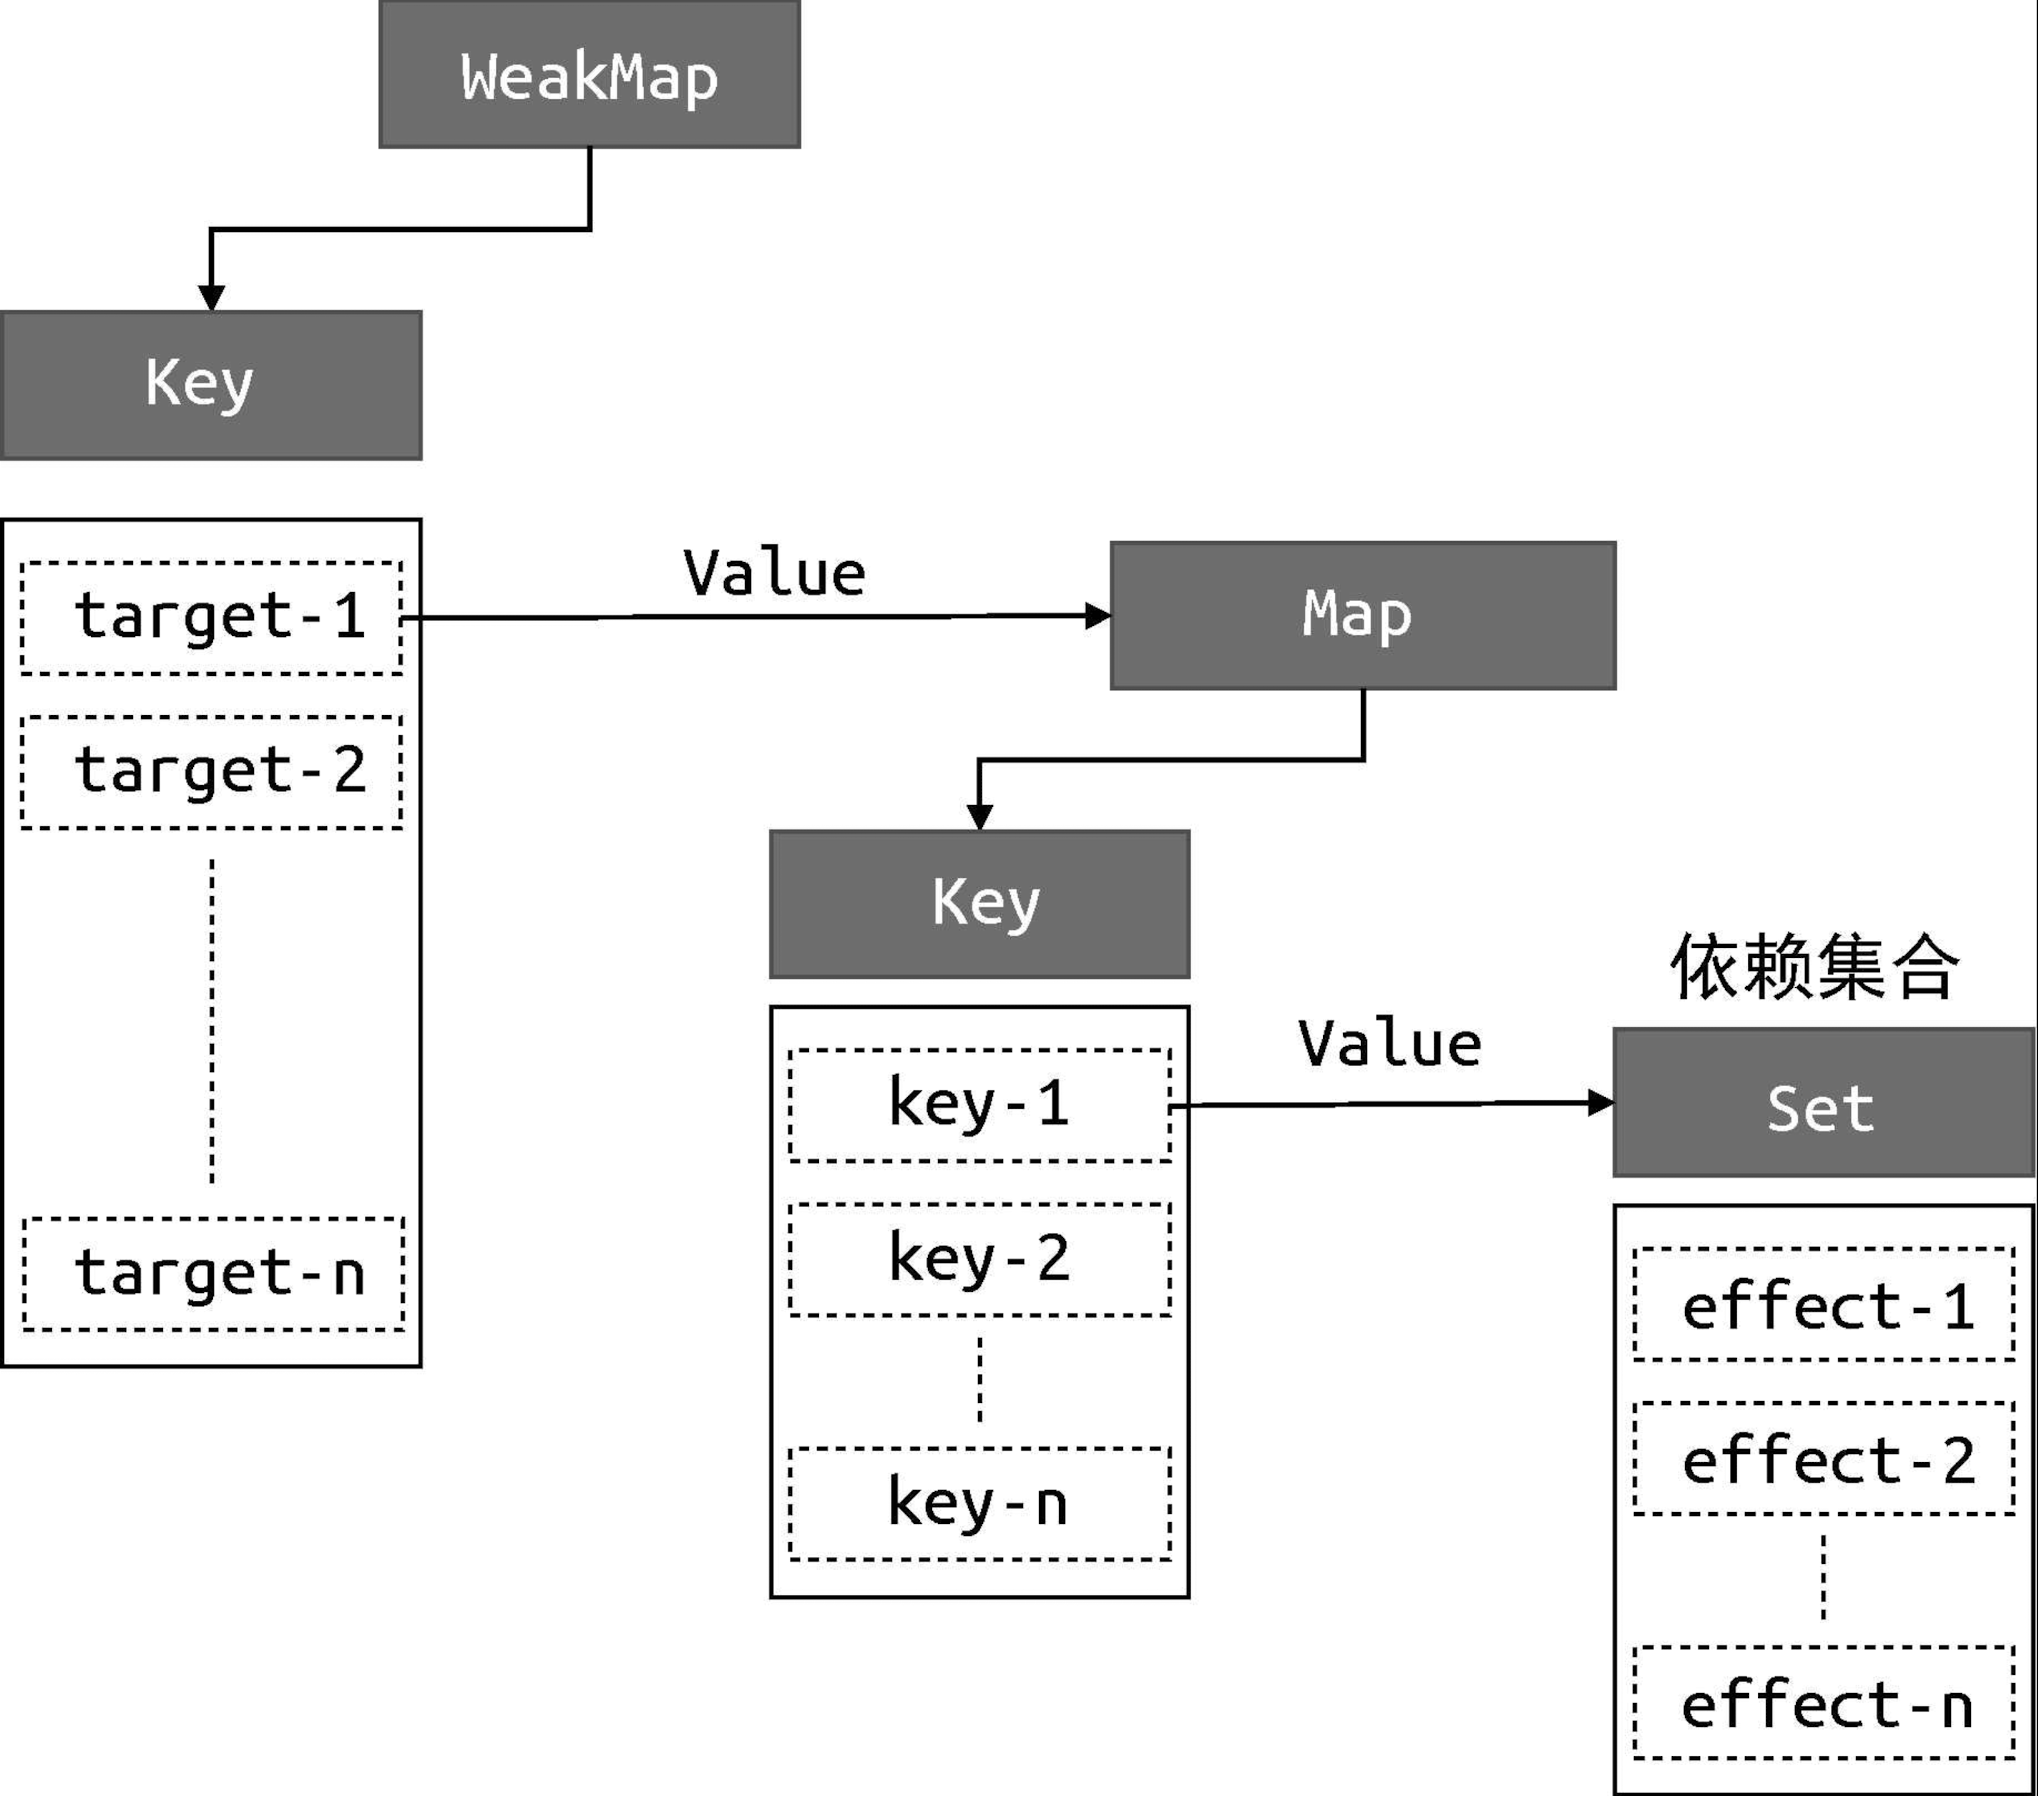 WeakMap
Key
target-1
target-2
target-n
Value
Map
Key
key-1
key-2
key-n
Value
依赖集合
Set
effect-1
effect-2
effect-n